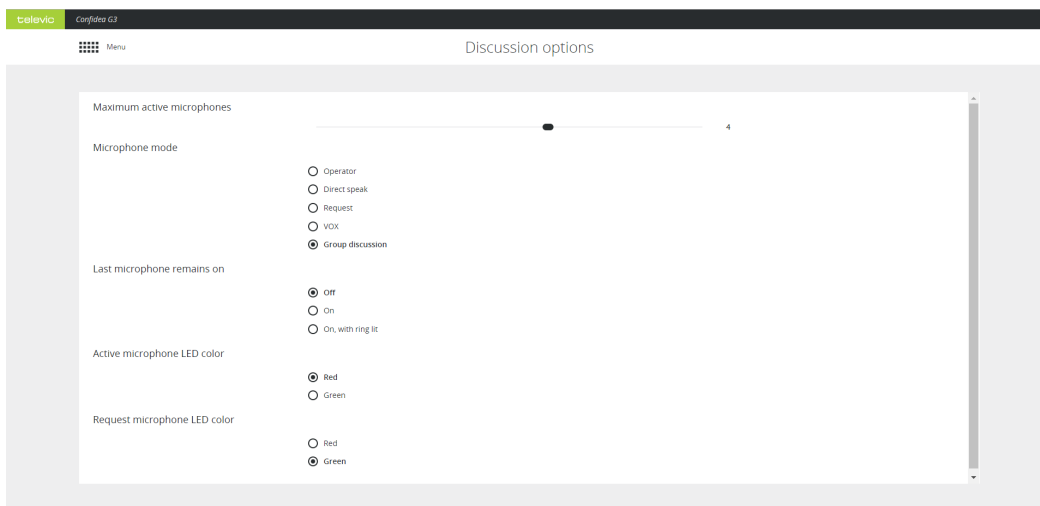 televic Confidea G3
Menu Discussion options
Maximum active microphones
4
Microphone mode
Operator
Direct speak
Request
VOX
Group discussion
Last microphone remains on
Off
On
On, with ring lit
Active microphone LED color
Red
Green
Request microphone LED color
Red
Green